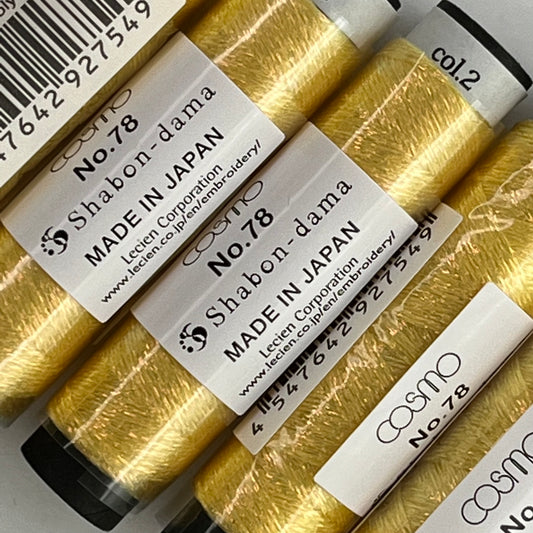 4547642927549
cosmo
No.78
Shabon-dama
MADE IN JAPAN
Lecien Corporation
www.lecien.co.jp/en/embroidery/
col.2
cosmo
No.78
Shabon-dama
MADE IN JAPAN
Lecien Corporation
www.lecien.co.jp/en/embroidery/
4 547642 927549
cosmo
No.78
cosmo
No